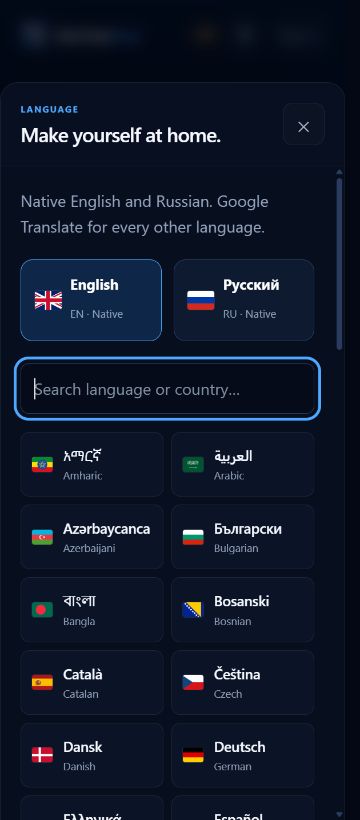 LANGUAGE
Make yourself at home.
Native English and Russian. Google
Translate for every other language.
English
EN · Native
Русский
RU · Native
Search language or country...
አማርኛ
Amharic
العربية
Arabic
Azərbaycanca
Azerbaijani
Български
Bulgarian
বাংলা
Bangla
Bosanski
Bosnian
Català
Catalan
Čeština
Czech
Dansk
Danish
Deutsch
German
Ελληνικά
Español